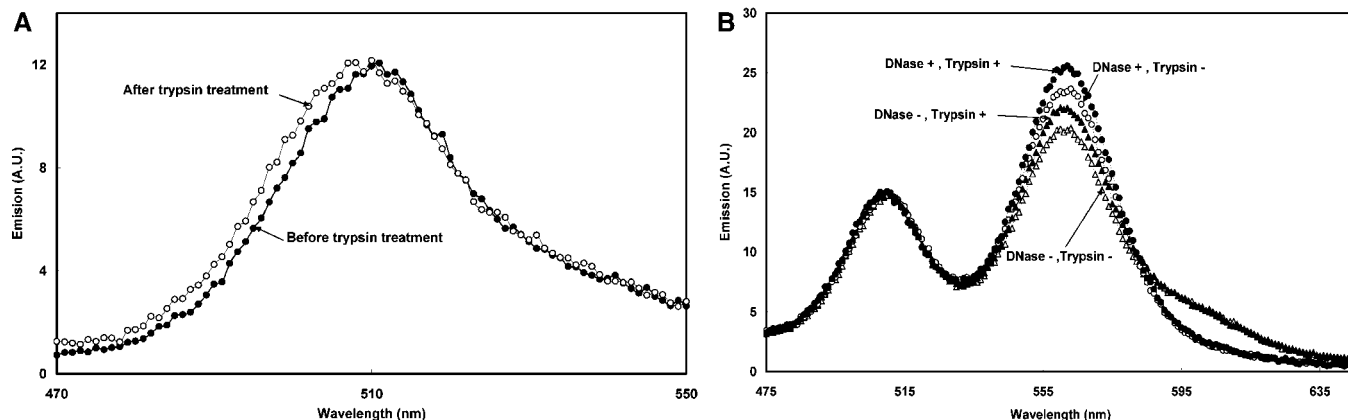 A
12
8
4
0
470
510
550
Emision (A.U.)
Wavelength (nm)
After trypsin treatment
Before trypsin treatment
B
30
25
20
15
10
5
0
475
515
555
595
635
Emission (A.U.)
Wavelength (nm)
DNase + , Trypsin +
DNase + , Trypsin -
DNase - , Trypsin +
DNase - ,Trypsin -